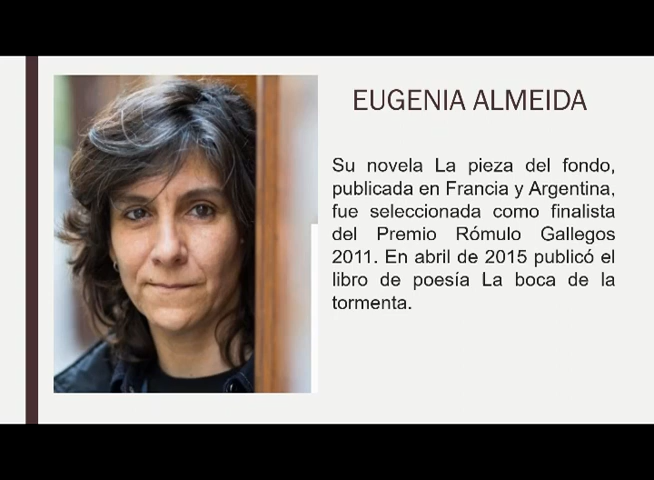 EUGENIA ALMEIDA
Su novela La pieza del fondo,
publicada en Francia y Argentina,
fue seleccionada como finalista
del Premio Rómulo Gallegos
2011. En abril de 2015 publicó el
libro de poesía La boca de la
tormenta.